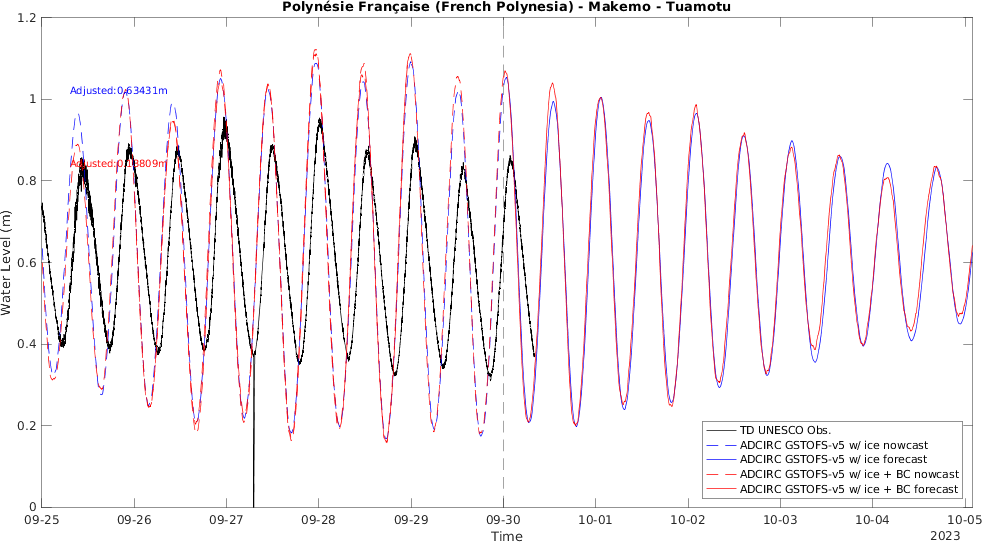 Polynésie Française (French Polynesia) - Makemo - Tuamotu
1.2
1
0.8
0.6
0.4
0.2
0
Water Level (m)
Adjusted:0.63431m
Adjusted:0.18809m
TD UNESCO Obs.
ADCIRC GSTOFS-v5 w/ ice nowcast
ADCIRC GSTOFS-v5 w/ ice forecast
ADCIRC GSTOFS-v5 w/ ice + BC nowcast
ADCIRC GSTOFS-v5 w/ ice + BC forecast
09-25 09-26 09-27 09-28 09-29 09-30 10-01 10-02 10-03 10-04 10-05
Time
2023